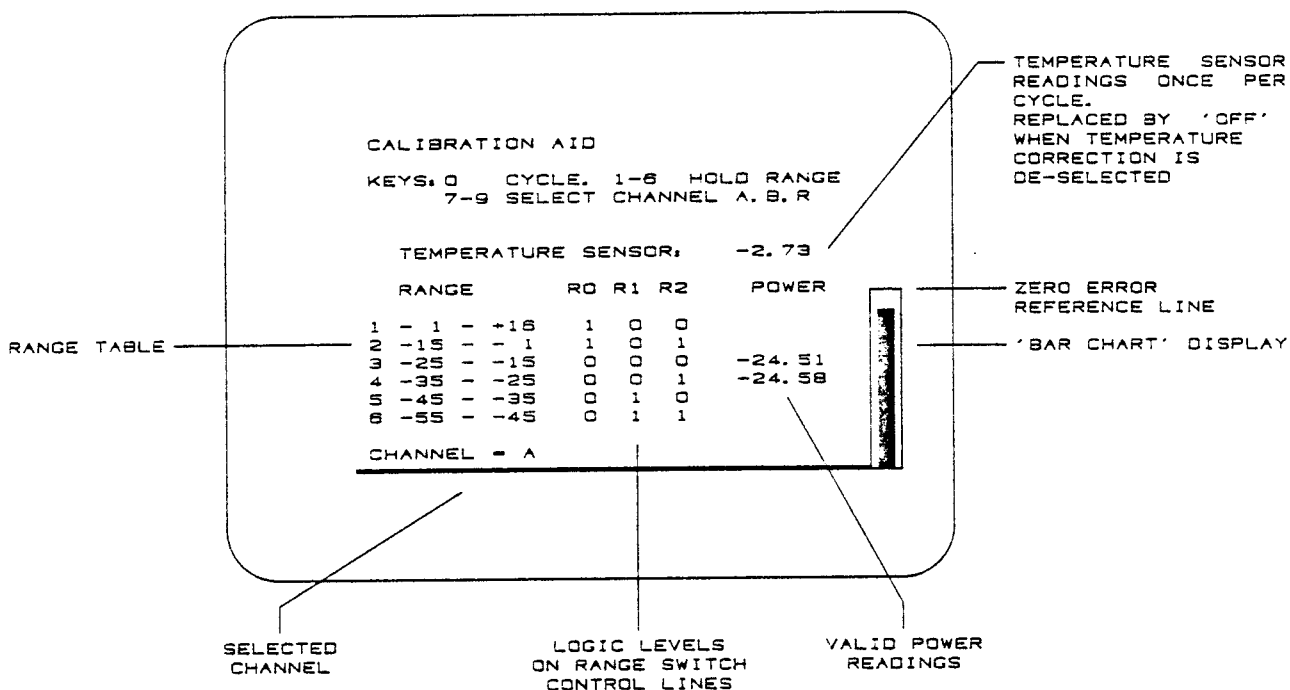 TEMPERATURE SENSOR
READINGS ONCE PER
CYCLE.
REPLACED BY 'OFF'
WHEN TEMPERATURE
CORRECTION IS
DE-SELECTED
CALIBRATION AID
KEYS: 0 CYCLE. 1-6 HOLD RANGE
7-9 SELECT CHANNEL A.B.R
TEMPERATURE SENSOR: -2.73
RANGE R0 R1 R2 POWER
1 - 1 - +16 1 0 0
2 -15 - - 1 1 0 1
3 -25 - -15 0 0 0 -24.51
4 -35 - -25 0 0 1 -24.58
5 -45 - -35 0 1 0
6 -55 - -45 0 1 1
CHANNEL = A
ZERO ERROR
REFERENCE LINE
'BAR CHART' DISPLAY
RANGE TABLE
SELECTED
CHANNEL
LOGIC LEVELS
ON RANGE SWITCH
CONTROL LINES
VALID POWER
READINGS